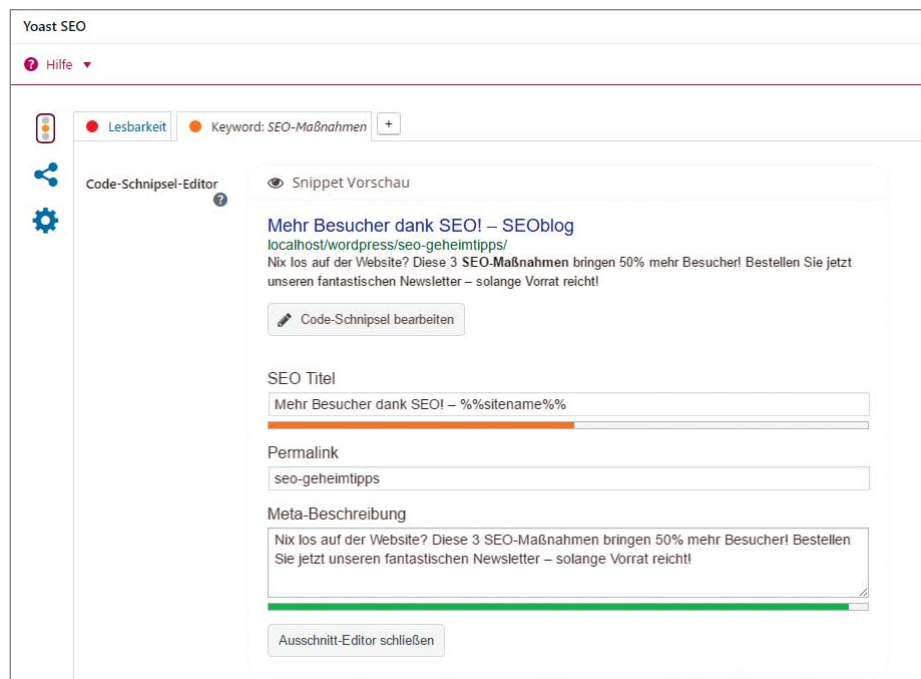 Yoast SEO
? Hilfe
Lesbarkeit
Keyword: SEO-Maßnahmen
+
Code-Schnipsel-Editor
?
Snippet Vorschau
Mehr Besucher dank SEO! – SEOblog
localhost/wordpress/seo-geheimtipps/
Nix los auf der Website? Diese 3 SEO-Maßnahmen bringen 50% mehr Besucher! Bestellen Sie jetzt
unseren fantastischen Newsletter – solange Vorrat reicht!
Code-Schnipsel bearbeiten
SEO Titel
Mehr Besucher dank SEO! – %%sitename%%
Permalink
seo-geheimtipps
Meta-Beschreibung
Nix los auf der Website? Diese 3 SEO-Maßnahmen bringen 50% mehr Besucher! Bestellen
Sie jetzt unseren fantastischen Newsletter – solange Vorrat reicht!
Ausschnitt-Editor schließen